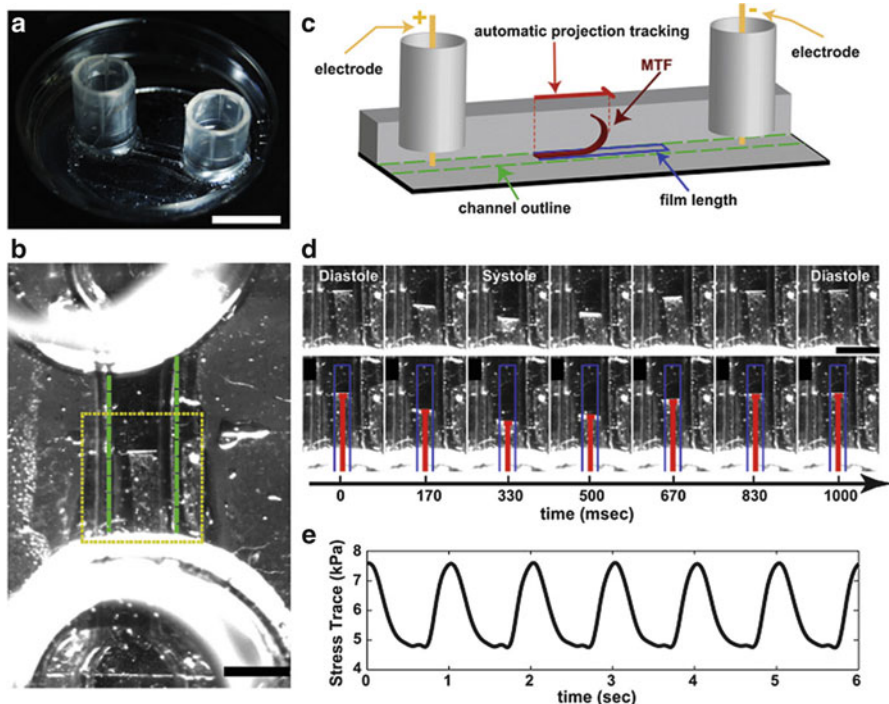 a
c
+
-
electrode
automatic projection tracking
electrode
MTF
channel outline
film length
b
d
Diastole
Systole
Diastole
0
170
330
500
670
830
1000
time (msec)
e
Stress Trace (kPa)
8
7
6
5
4
0
1
2
3
4
5
6
time (sec)